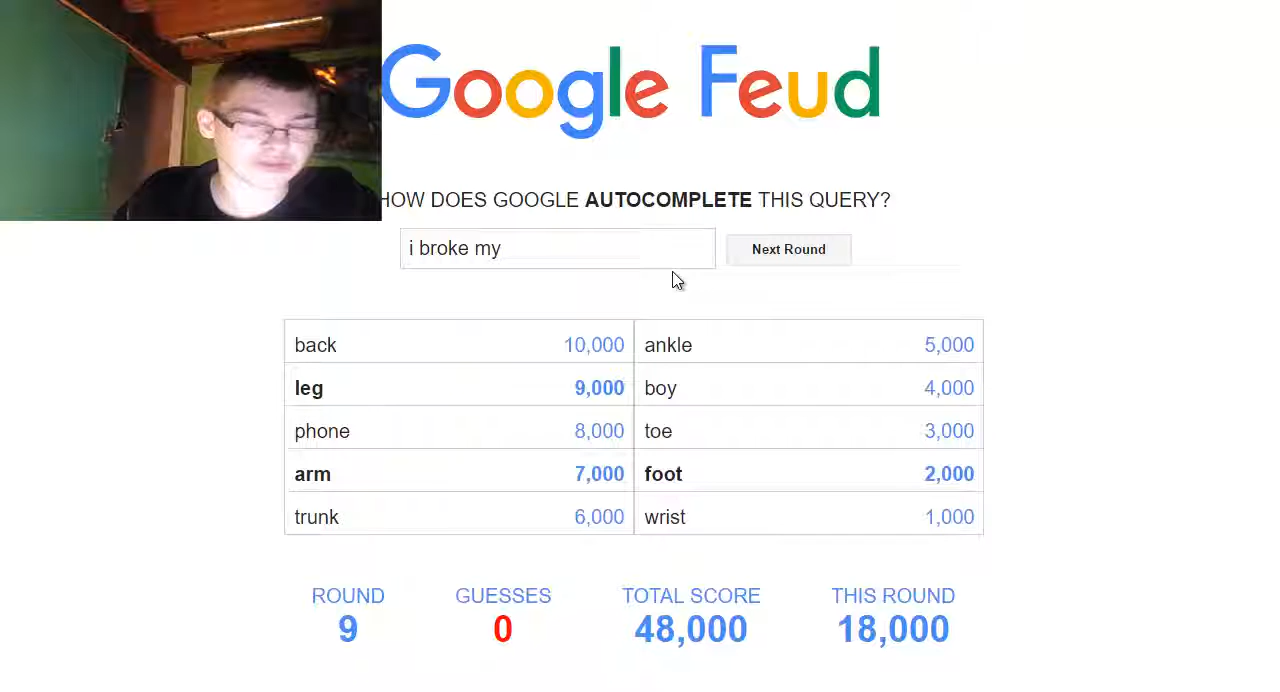 Google Feud
HOW DOES GOOGLE AUTOCOMPLETE THIS QUERY?
i broke my
Next Round
back 10,000 ankle 5,000
leg 9,000 boy 4,000
phone 8,000 toe 3,000
arm 7,000 foot 2,000
trunk 6,000 wrist 1,000
ROUND GUESSES TOTAL SCORE THIS ROUND
9 0 48,000 18,000